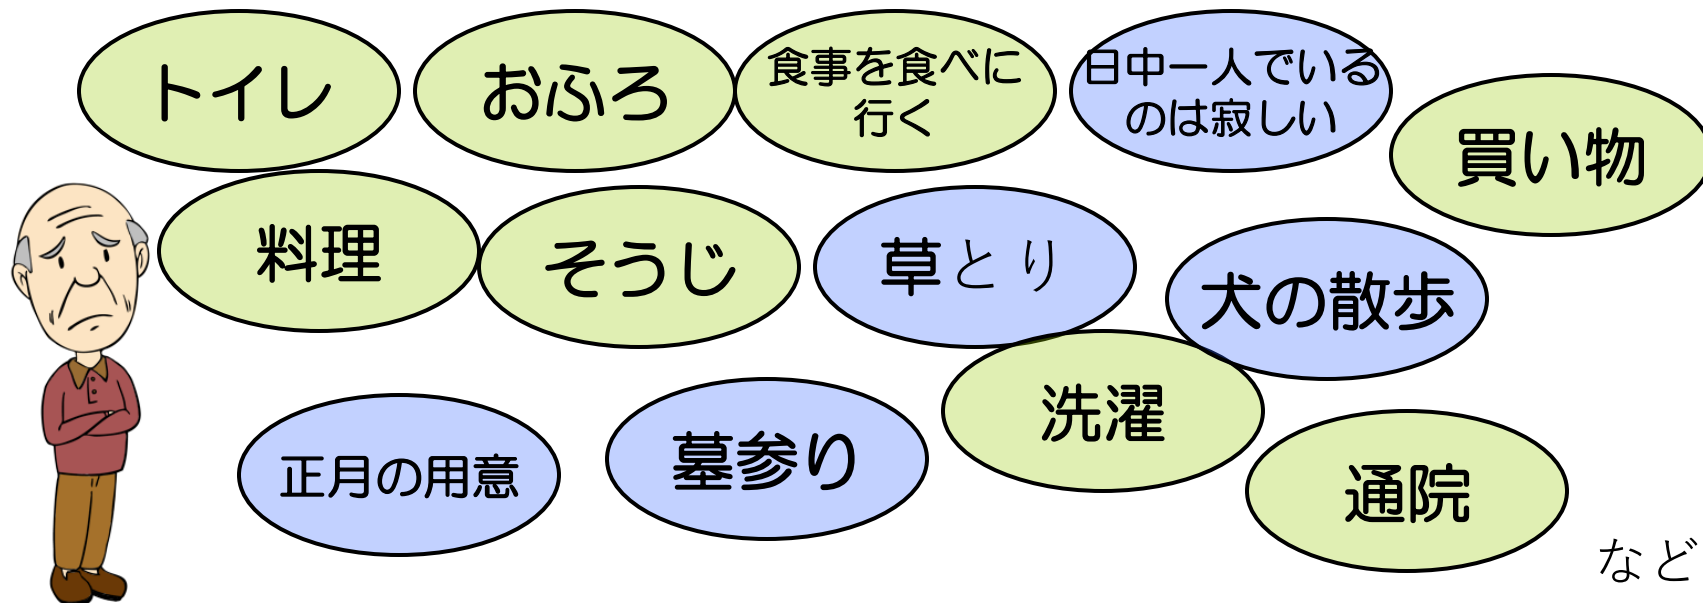 トイレ
おふろ
食事を食べに
行く
日中一人でいる
のは寂しい
買い物
料理
そうじ
草とり
犬の散歩
洗濯
正月の用意
墓参り
通院
など